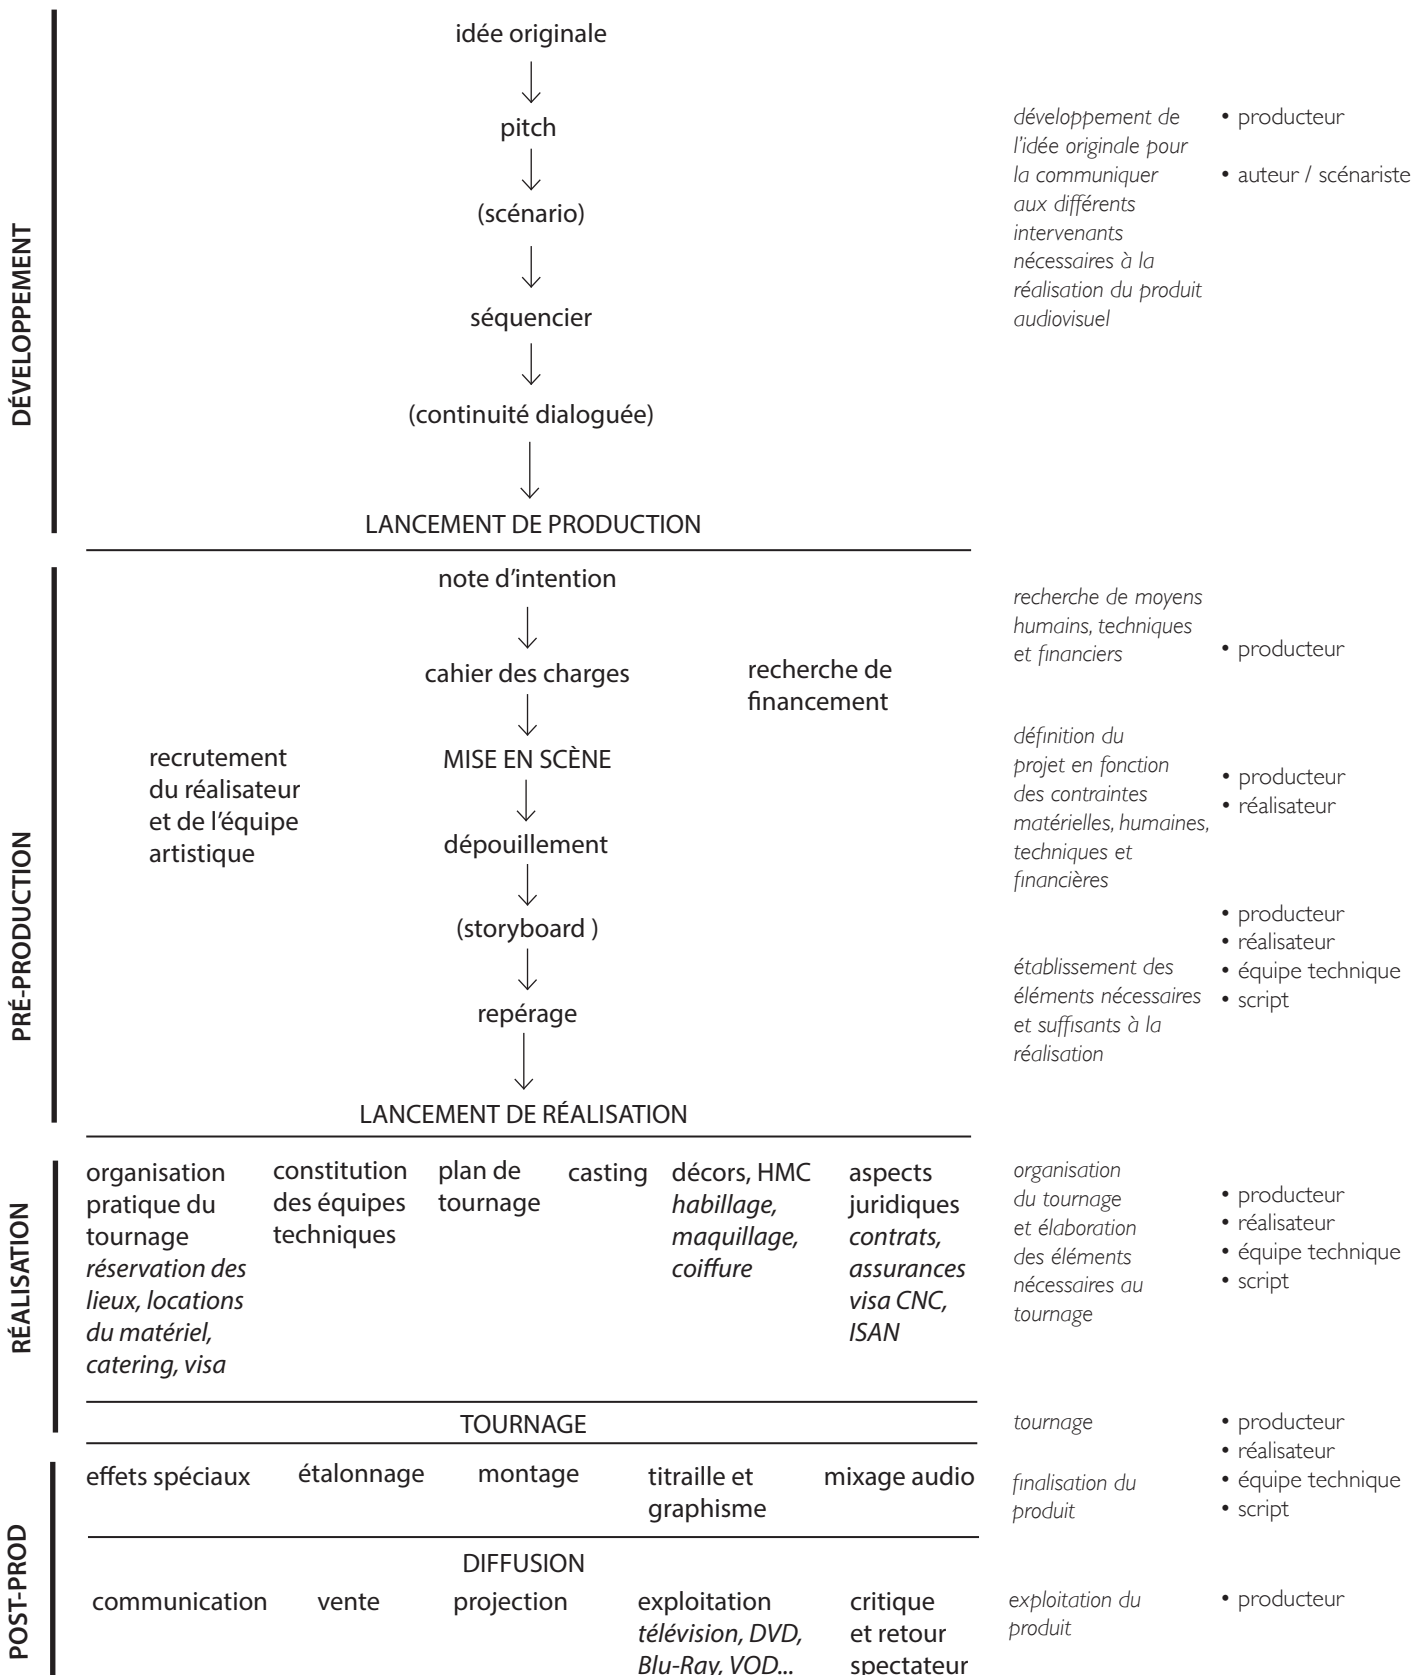 DÉVELOPPEMENT
idée originale
pitch
(scénario)
séquencier
(continuité dialoguée)
LANCEMENT DE PRODUCTION
développement de
l'idée originale pour
la communiquer
aux différents
intervenants
nécessaires à la
réalisation du produit
audiovisuel
• producteur
• auteur / scénariste
PRÉ-PRODUCTION
note d'intention
cahier des charges
recherche de
financement
recrutement
du réalisateur
et de l'équipe
artistique
MISE EN SCÈNE
dépouillement
(storyboard )
repérage
LANCEMENT DE RÉALISATION
recherche de moyens
humains, techniques
et financiers
• producteur
définition du
projet en fonction
des contraintes
matérielles, humaines,
techniques et
financières
• producteur
• réalisateur
établissement des
éléments nécessaires
et suffisants à la
réalisation
• producteur
• réalisateur
• équipe technique
• script
RÉALISATION
organisation
pratique du
tournage
réservation des
lieux, locations
du matériel,
catering, visa
constitution
des équipes
techniques
plan de
tournage
casting
décors, HMC
habillage,
maquillage,
coiffure
aspects
juridiques
contrats,
assurances
visa CNC,
ISAN
organisation
du tournage
et élaboration
des éléments
nécessaires au
tournage
• producteur
• réalisateur
• équipe technique
• script
TOURNAGE
tournage
• producteur
• réalisateur
• équipe technique
• script
POST-PROD
effets spéciaux
étalonnage
montage
titraille et
graphisme
mixage audio
finalisation du
produit
DIFFUSION
communication
vente
projection
exploitation
télévision, DVD,
Blu-Ray, VOD...
critique
et retour
spectateur
exploitation du
produit
• producteur